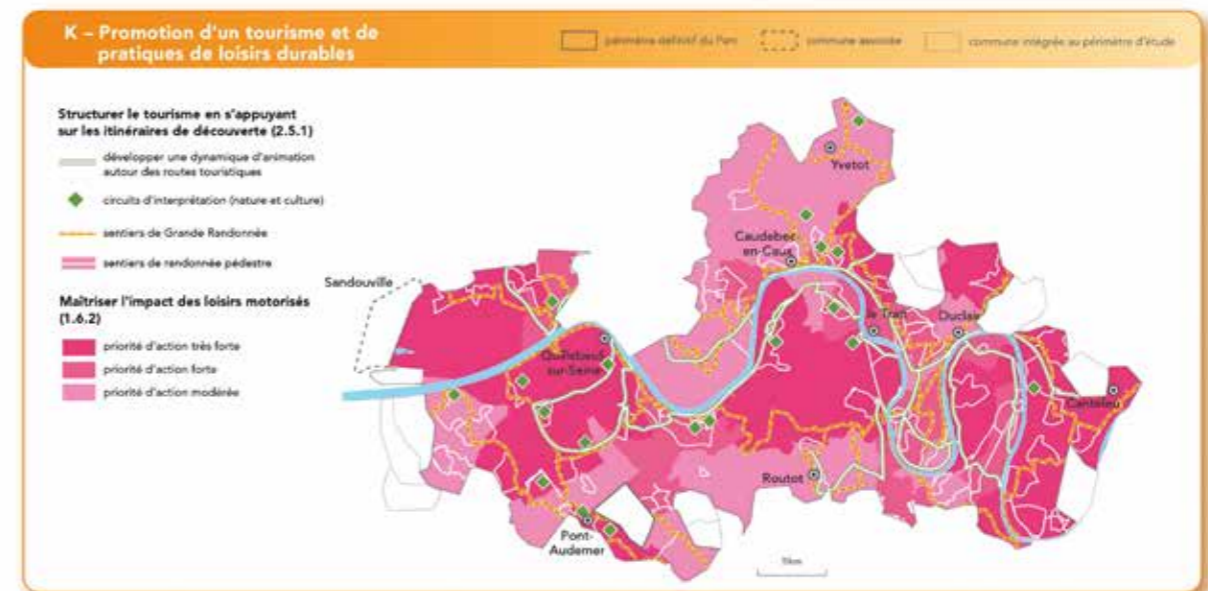 K – Promotion d'un tourisme et de
pratiques de loisirs durables
périmètre définitif du Parc
commune associée
commune intégrée au périmètre d'étude
Structurer le tourisme en s'appuyant
sur les itinéraires de découverte (2.5.1)
développer une dynamique d'animation
autour des routes touristiques
circuits d'interprétation (nature et culture)
sentiers de Grande Randonnée
sentiers de randonnée pédestre
Maîtriser l'impact des loisirs motorisés
(1.6.2)
priorité d'action très forte
priorité d'action forte
priorité d'action modérée
Yvetot
Caudebec-
en-Caux
Sandouville
le Trait
Duclair
Quillebeuf
sur-Seine
Canteleu
Routot
Pont-
Audemer